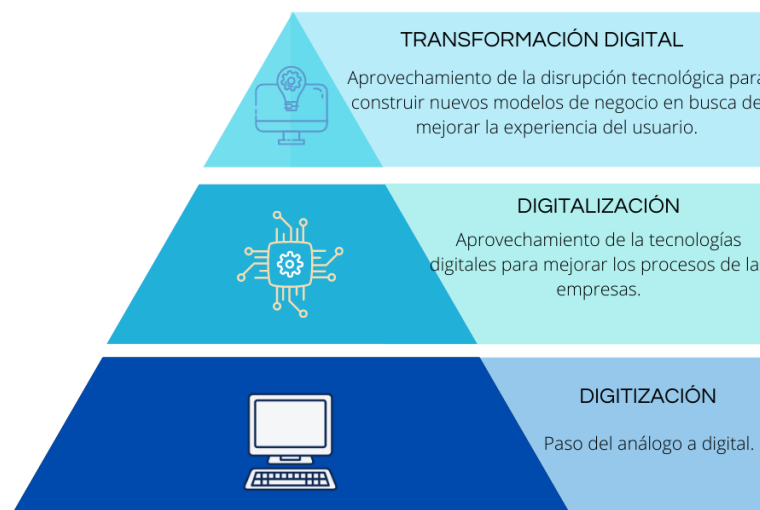 TRANSFORMACIÓN DIGITAL
Aprovechamiento de la disrupción tecnológica para
construir nuevos modelos de negocio en busca de
mejorar la experiencia del usuario.
DIGITALIZACIÓN
Aprovechamiento de la tecnologías
digitales para mejorar los procesos de la
empresas.
DIGITIZACIÓN
Paso del análogo a digital.